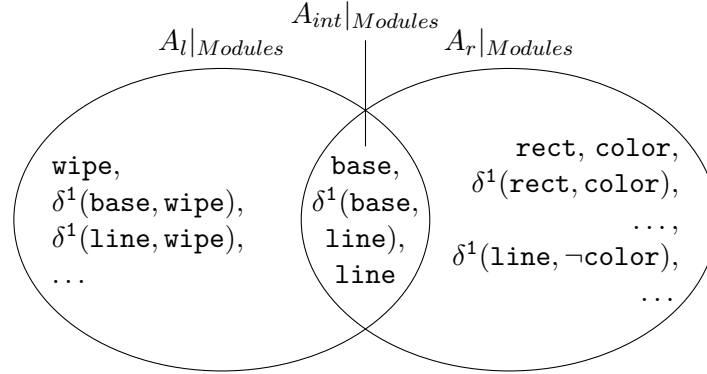 A_{int}|_{Modules}
A_l|_{Modules}
A_r|_{Modules}
wipe,
δ¹(base, wipe),
δ¹(line, wipe),
...
base,
δ¹(base,
line),
line
rect, color,
δ¹(rect, color),
...,
δ¹(line, ¬color),
...